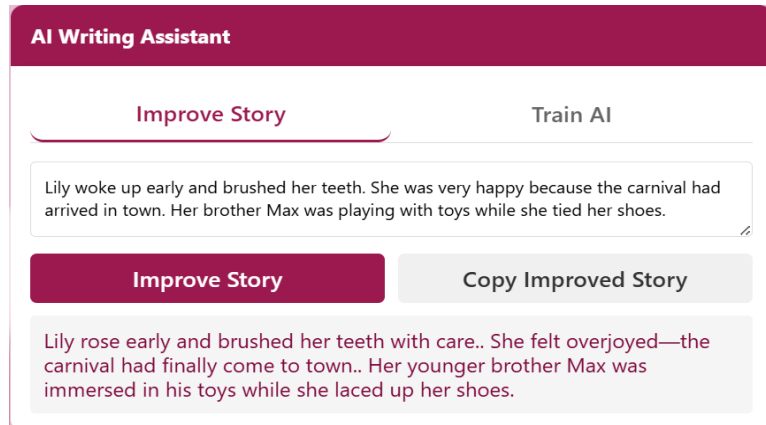 AI Writing Assistant
Improve Story
Train AI
Lily woke up early and brushed her teeth. She was very happy because the carnival had
arrived in town. Her brother Max was playing with toys while she tied her shoes.
Improve Story
Copy Improved Story
Lily rose early and brushed her teeth with care.. She felt overjoyed—the
carnival had finally come to town.. Her younger brother Max was
immersed in his toys while she laced up her shoes.